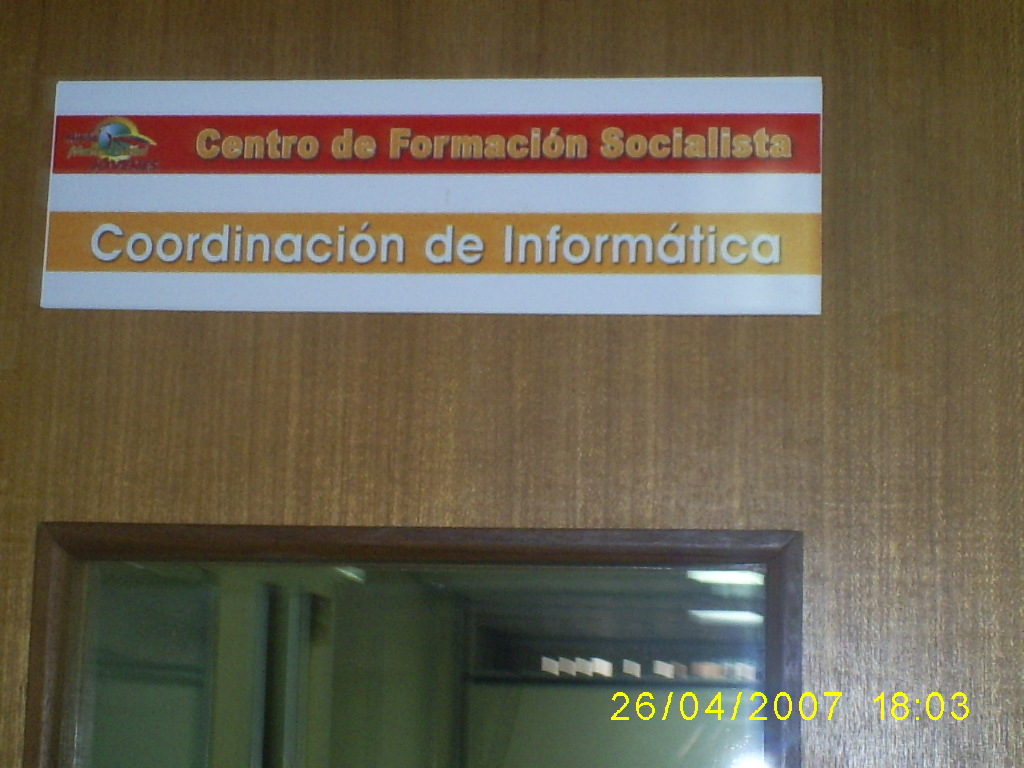 Centro de Formación Socialista
Coordinación de Informática
26/04/2007 18:03